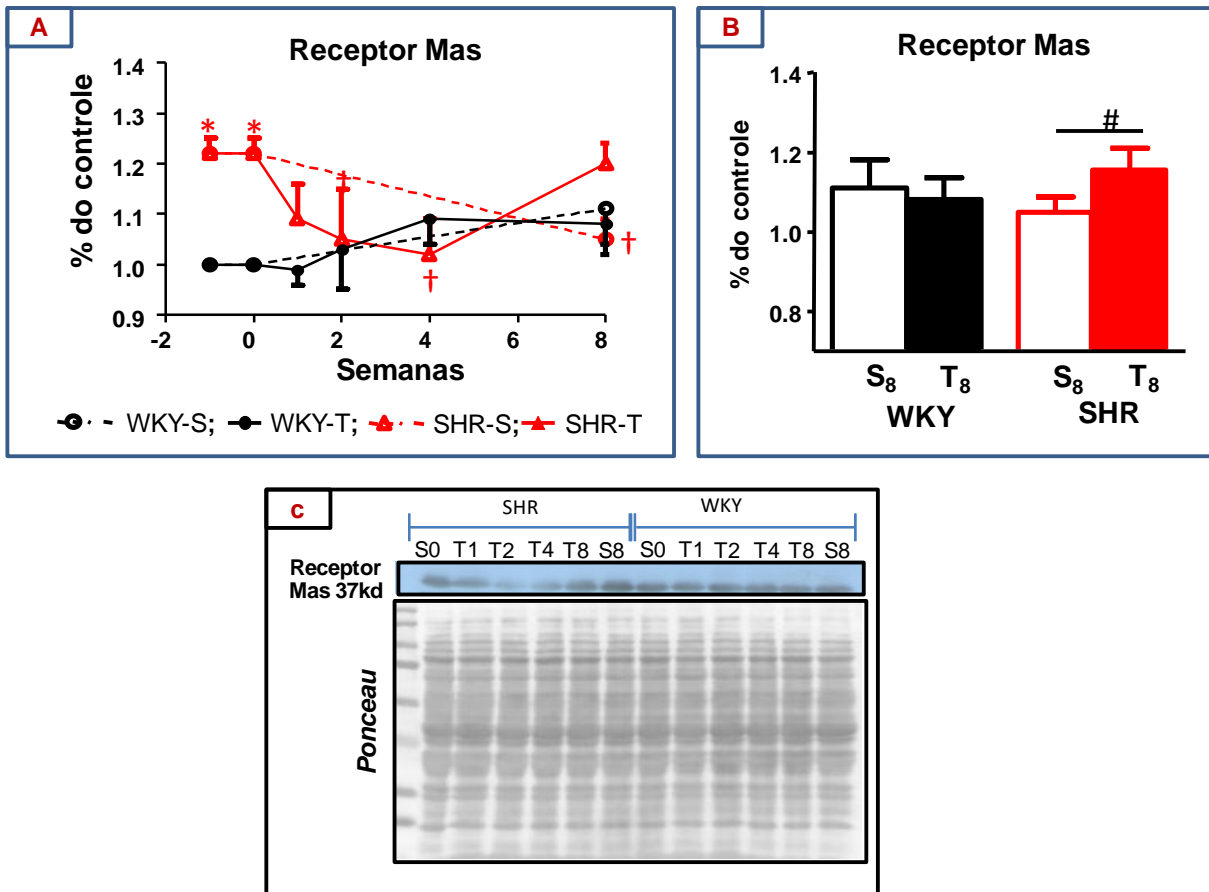 A
Receptor Mas
% do controle
1.4
1.3
1.2
1.1
1.0
0.9
* *
†
†
†
-2 0 2 4 6 8
Semanas
WKY-S; WKY-T; SHR-S; SHR-T
B
Receptor Mas
% do controle
1.4
1.2
1.0
0.8
#
S8 T8 S8 T8
WKY SHR
c
SHR WKY
S0 T1 T2 T4 T8 S8 S0 T1 T2 T4 T8 S8
Receptor
Mas 37kd
Ponceau